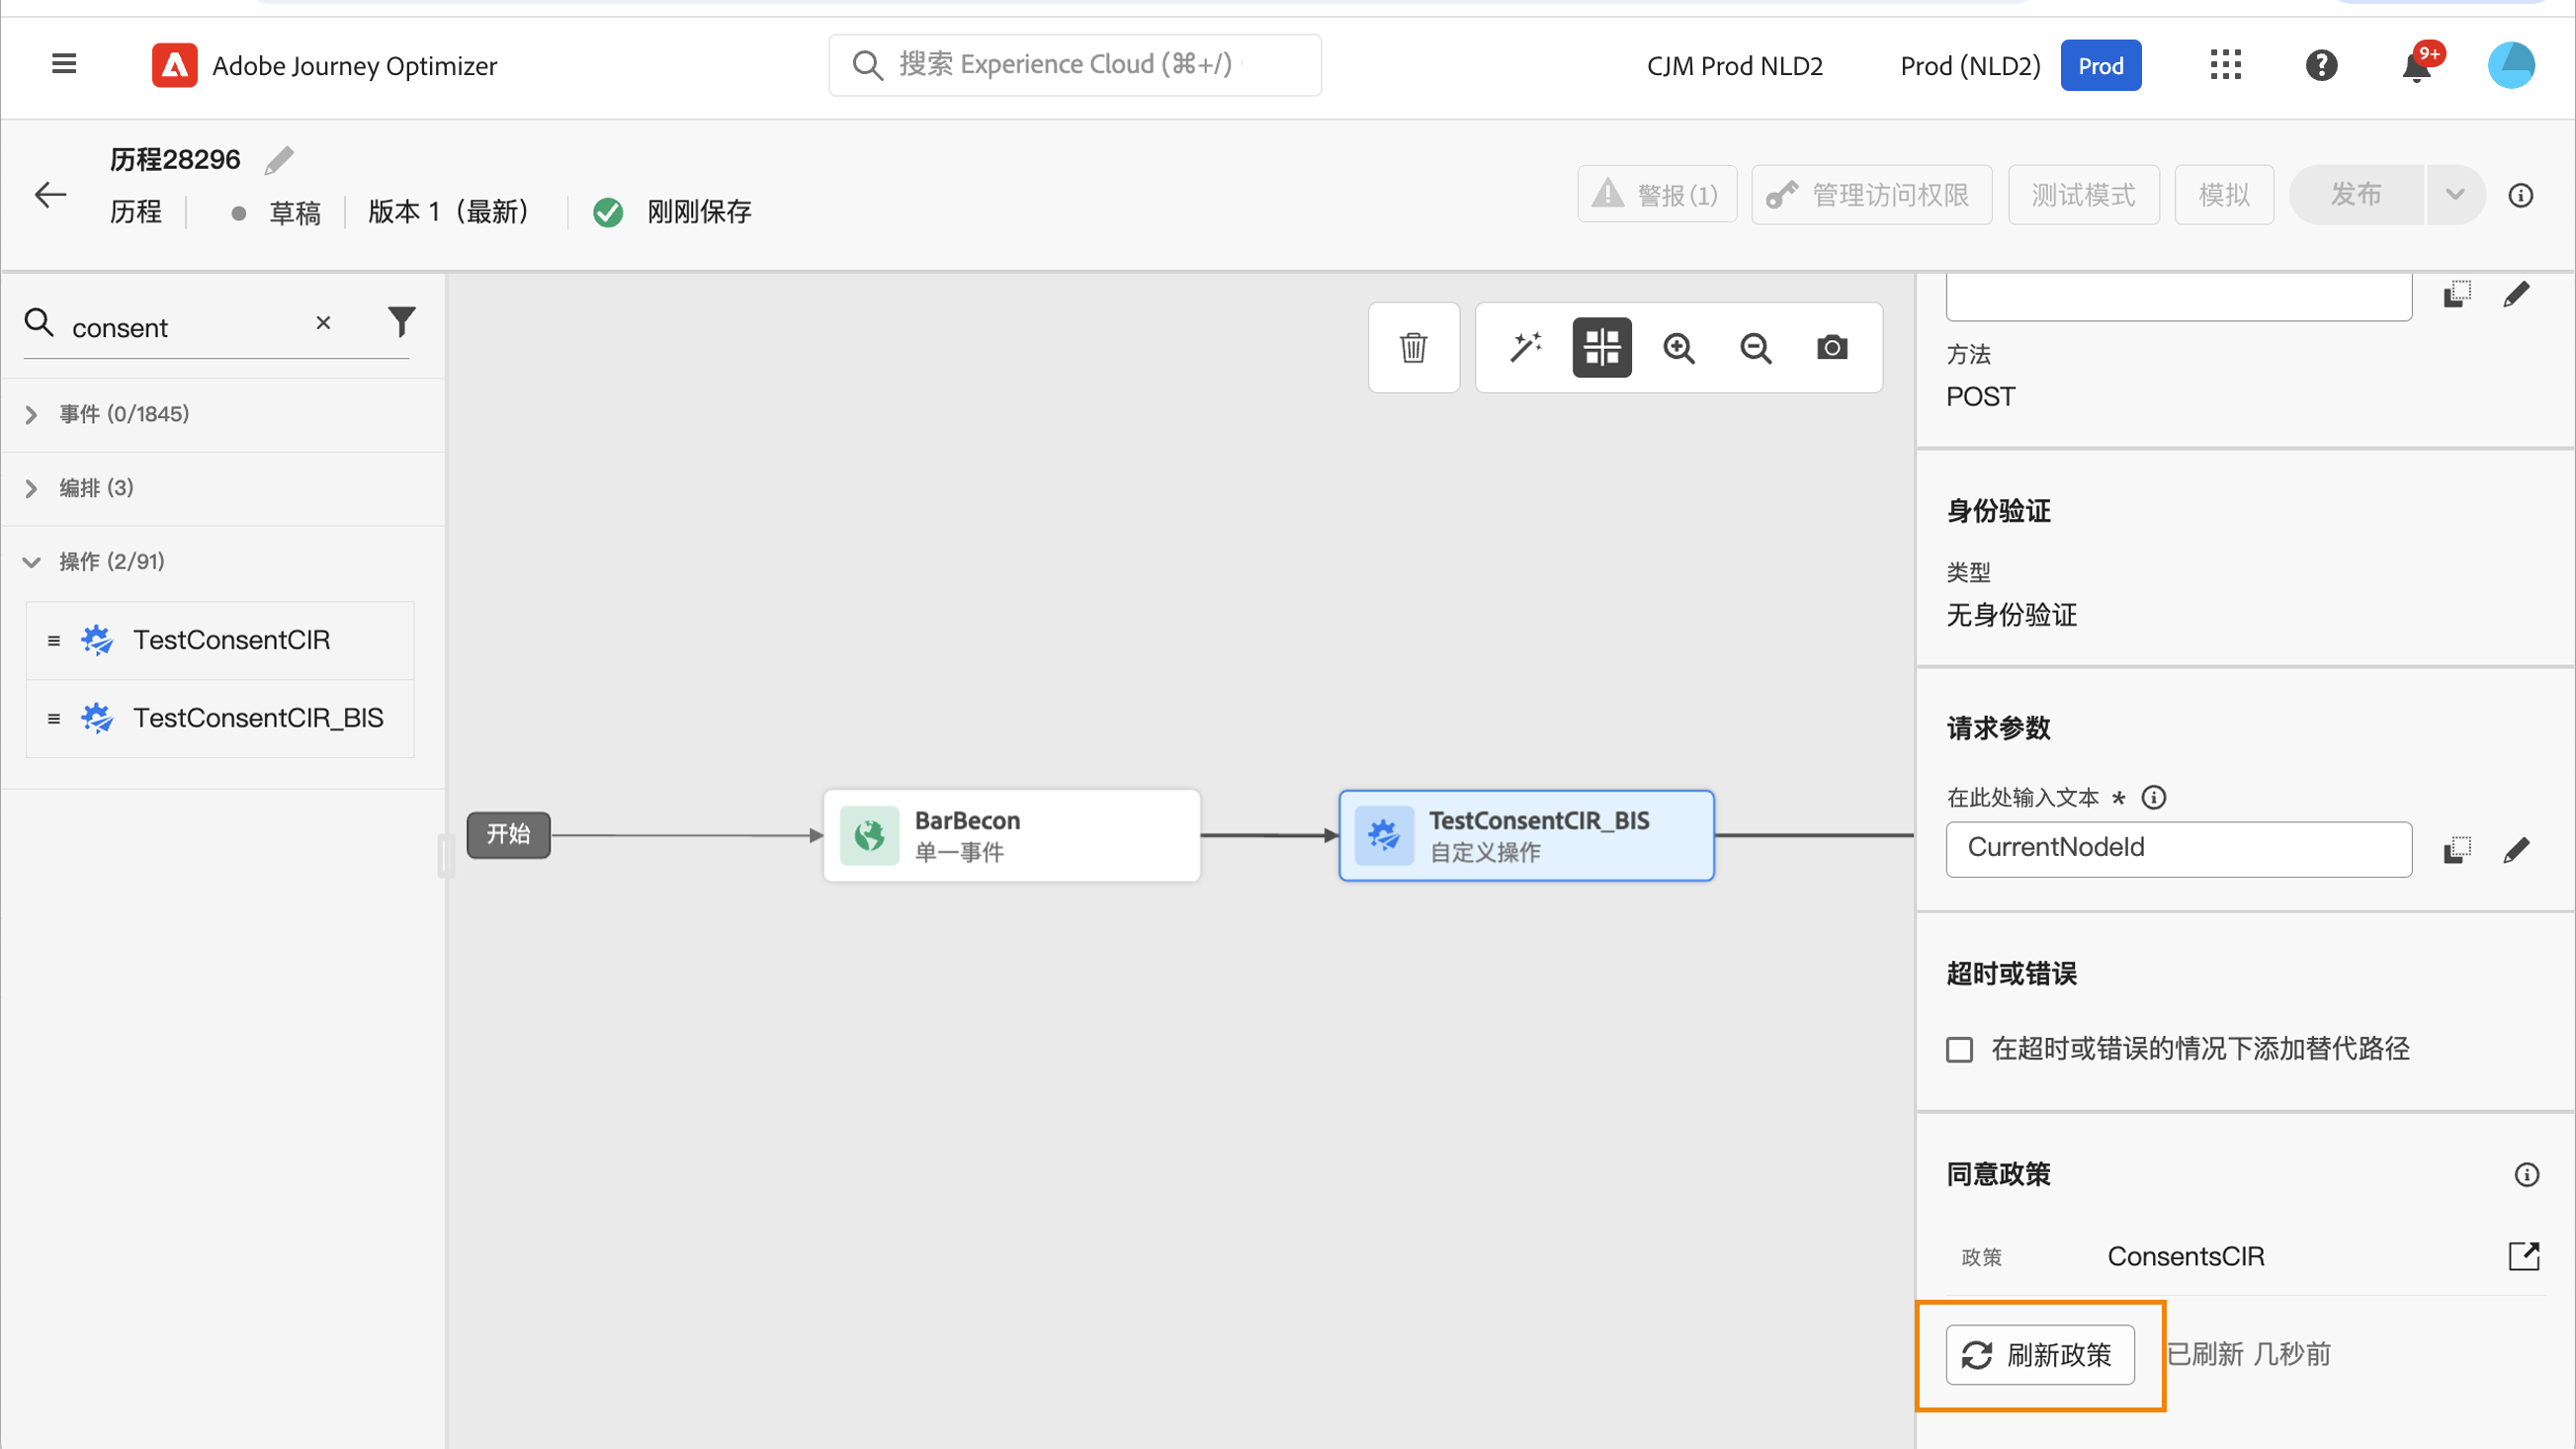 Adobe Journey Optimizer
搜索 Experience Cloud (⌘+/)
CJM Prod NLD2
Prod (NLD2)
Prod
9+
历程28296
历程
草稿
版本 1（最新）
刚刚保存
警报 (1)
管理访问权限
测试模式
模拟
发布
consent
事件 (0/1845)
编排 (3)
操作 (2/91)
TestConsentCIR
TestConsentCIR_BIS
开始
BarBecon
单一事件
TestConsentCIR_BIS
自定义操作
方法
POST
身份验证
类型
无身份验证
请求参数
在此处输入文本 *
CurrentNodeId
超时或错误
在超时或错误的情况下添加替代路径
同意政策
政策
ConsentsCIR
刷新政策
已刷新 几秒前